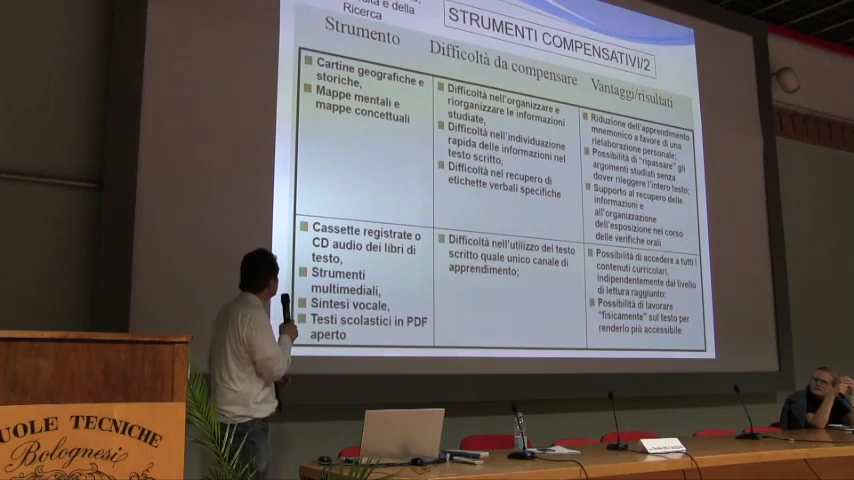 Ricerca
STRUMENTI COMPENSATIVI/2
Strumento
Difficoltà da compensare
Vantaggi/risultati
Cartine geografiche e
storiche,
Mappe mentali e
mappe concettuali
Difficoltà nell'organizzare e
riorganizzare le informazioni
studiate,
Difficoltà nell'individuazione
rapida delle informazioni nel
testo scritto,
Difficoltà nel recupero di
etichette verbali specifiche
Riduzione dell'apprendimento
mnemonico a favore di una
rielaborazione personale;
Possibilità di "ripassare" gli
argomenti studiati senza
dover rileggere l'intero testo;
Supporto al recupero delle
informazioni e
all'organizzazione
dell'esposizione nel corso
delle verifiche orali
Cassette registrate o
CD audio dei libri di
testo,
Strumenti
multimediali,
Sintesi vocale,
Testi scolastici in PDF
aperto
Difficoltà nell'utilizzo del testo
scritto quale unico canale di
apprendimento;
Possibilità di accedere a tutti i
contenuti curricolari,
indipendentemente dal livello
di lettura raggiunto;
Possibilità di lavorare
"fisicamente" sul testo per
renderlo più accessibile
UOLE TECNICHE
Bolognesi